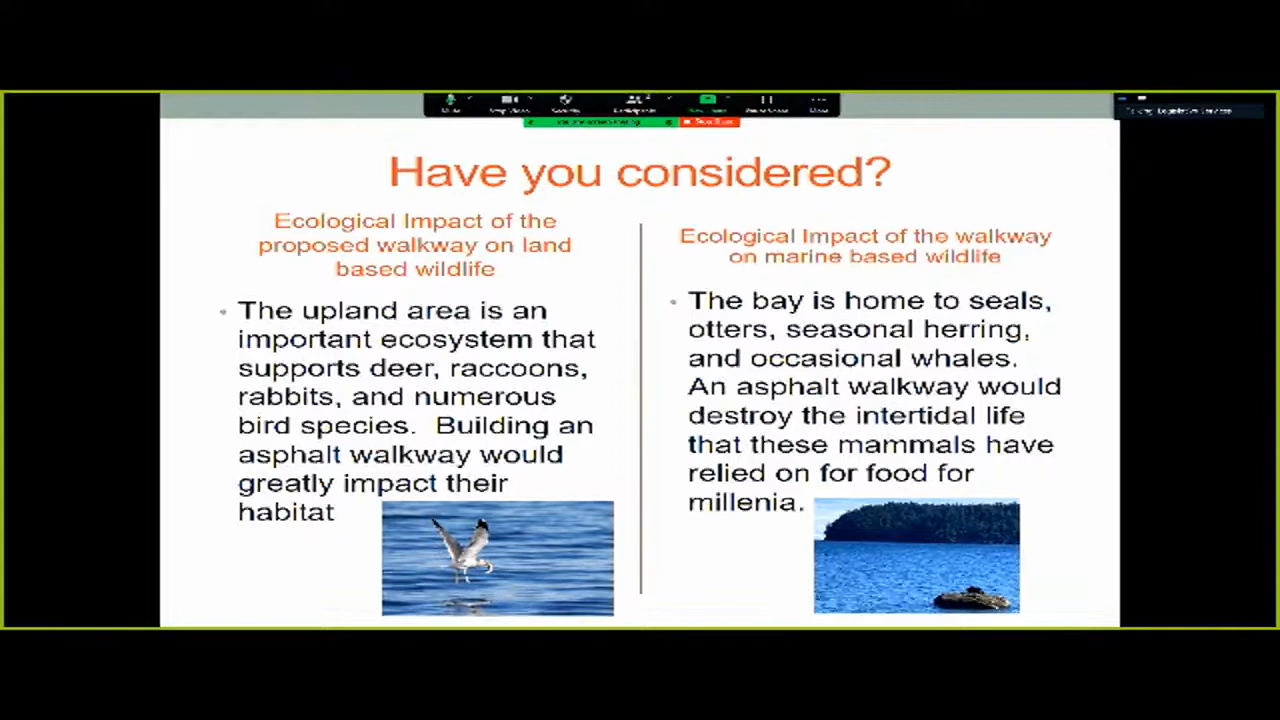 Have you considered?
Ecological Impact of the
proposed walkway on land
based wildlife
• The upland area is an
important ecosystem that
supports deer, raccoons,
rabbits, and numerous
bird species. Building an
asphalt walkway would
greatly impact their
habitat
Ecological Impact of the walkway
on marine based wildlife
• The bay is home to seals,
otters, seasonal herring,
and occasional whales.
An asphalt walkway would
destroy the intertidal life
that these mammals have
relied on for food for
millenia.